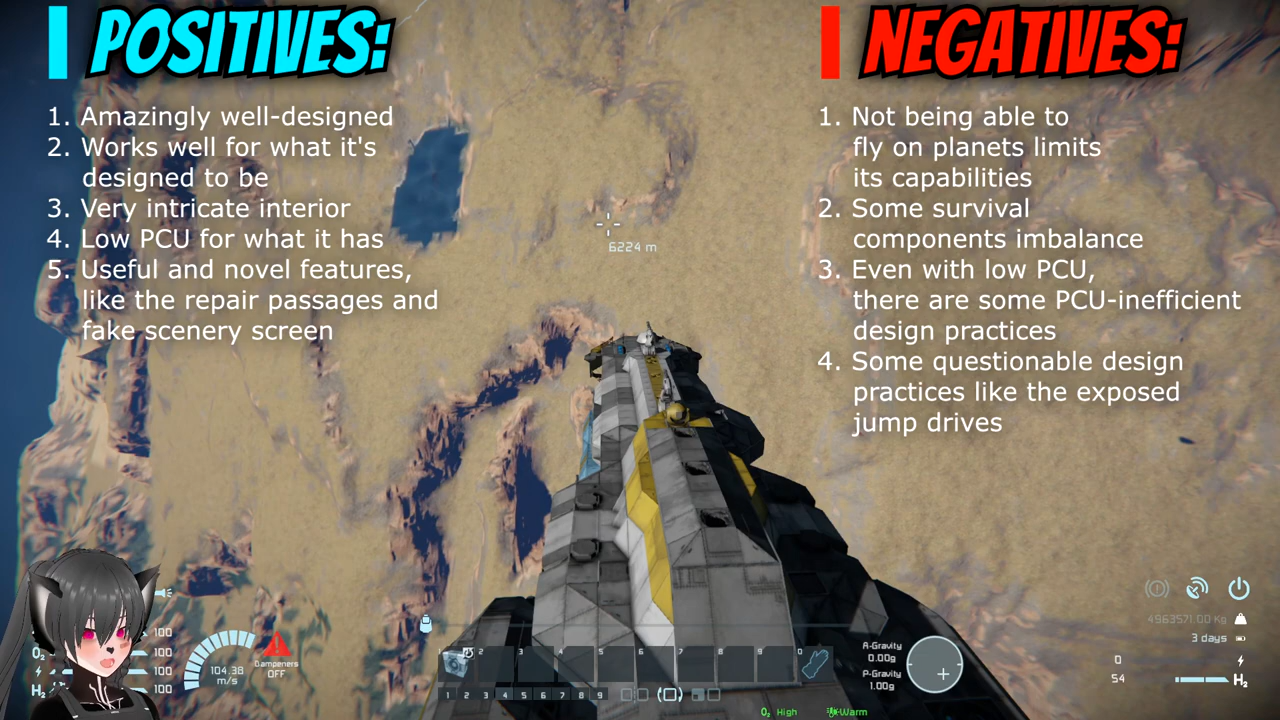 POSITIVES:
1. Amazingly well-designed
2. Works well for what it's
designed to be
3. Very intricate interior
4. Low PCU for what it has
5. Useful and novel features,
like the repair passages and
fake scenery screen
NEGATIVES:
1. Not being able to
fly on planets limits
its capabilities
2. Some survival
components imbalance
3. Even with low PCU,
there are some PCU-inefficient
design practices
4. Some questionable design
practices like the exposed
jump drives
6224 m
100
O₂ 100
100
H₂ 100
104.38
m/s
Dampeners
OFF
1 2 3 4 5 6 7 8 9 0
1 2 3 4 5 6 7 8 9
A-Gravity
0.00g
P-Gravity
1.00g
O₂ High
Warm
4963571.00 Kg
3 days
0
54 H₂